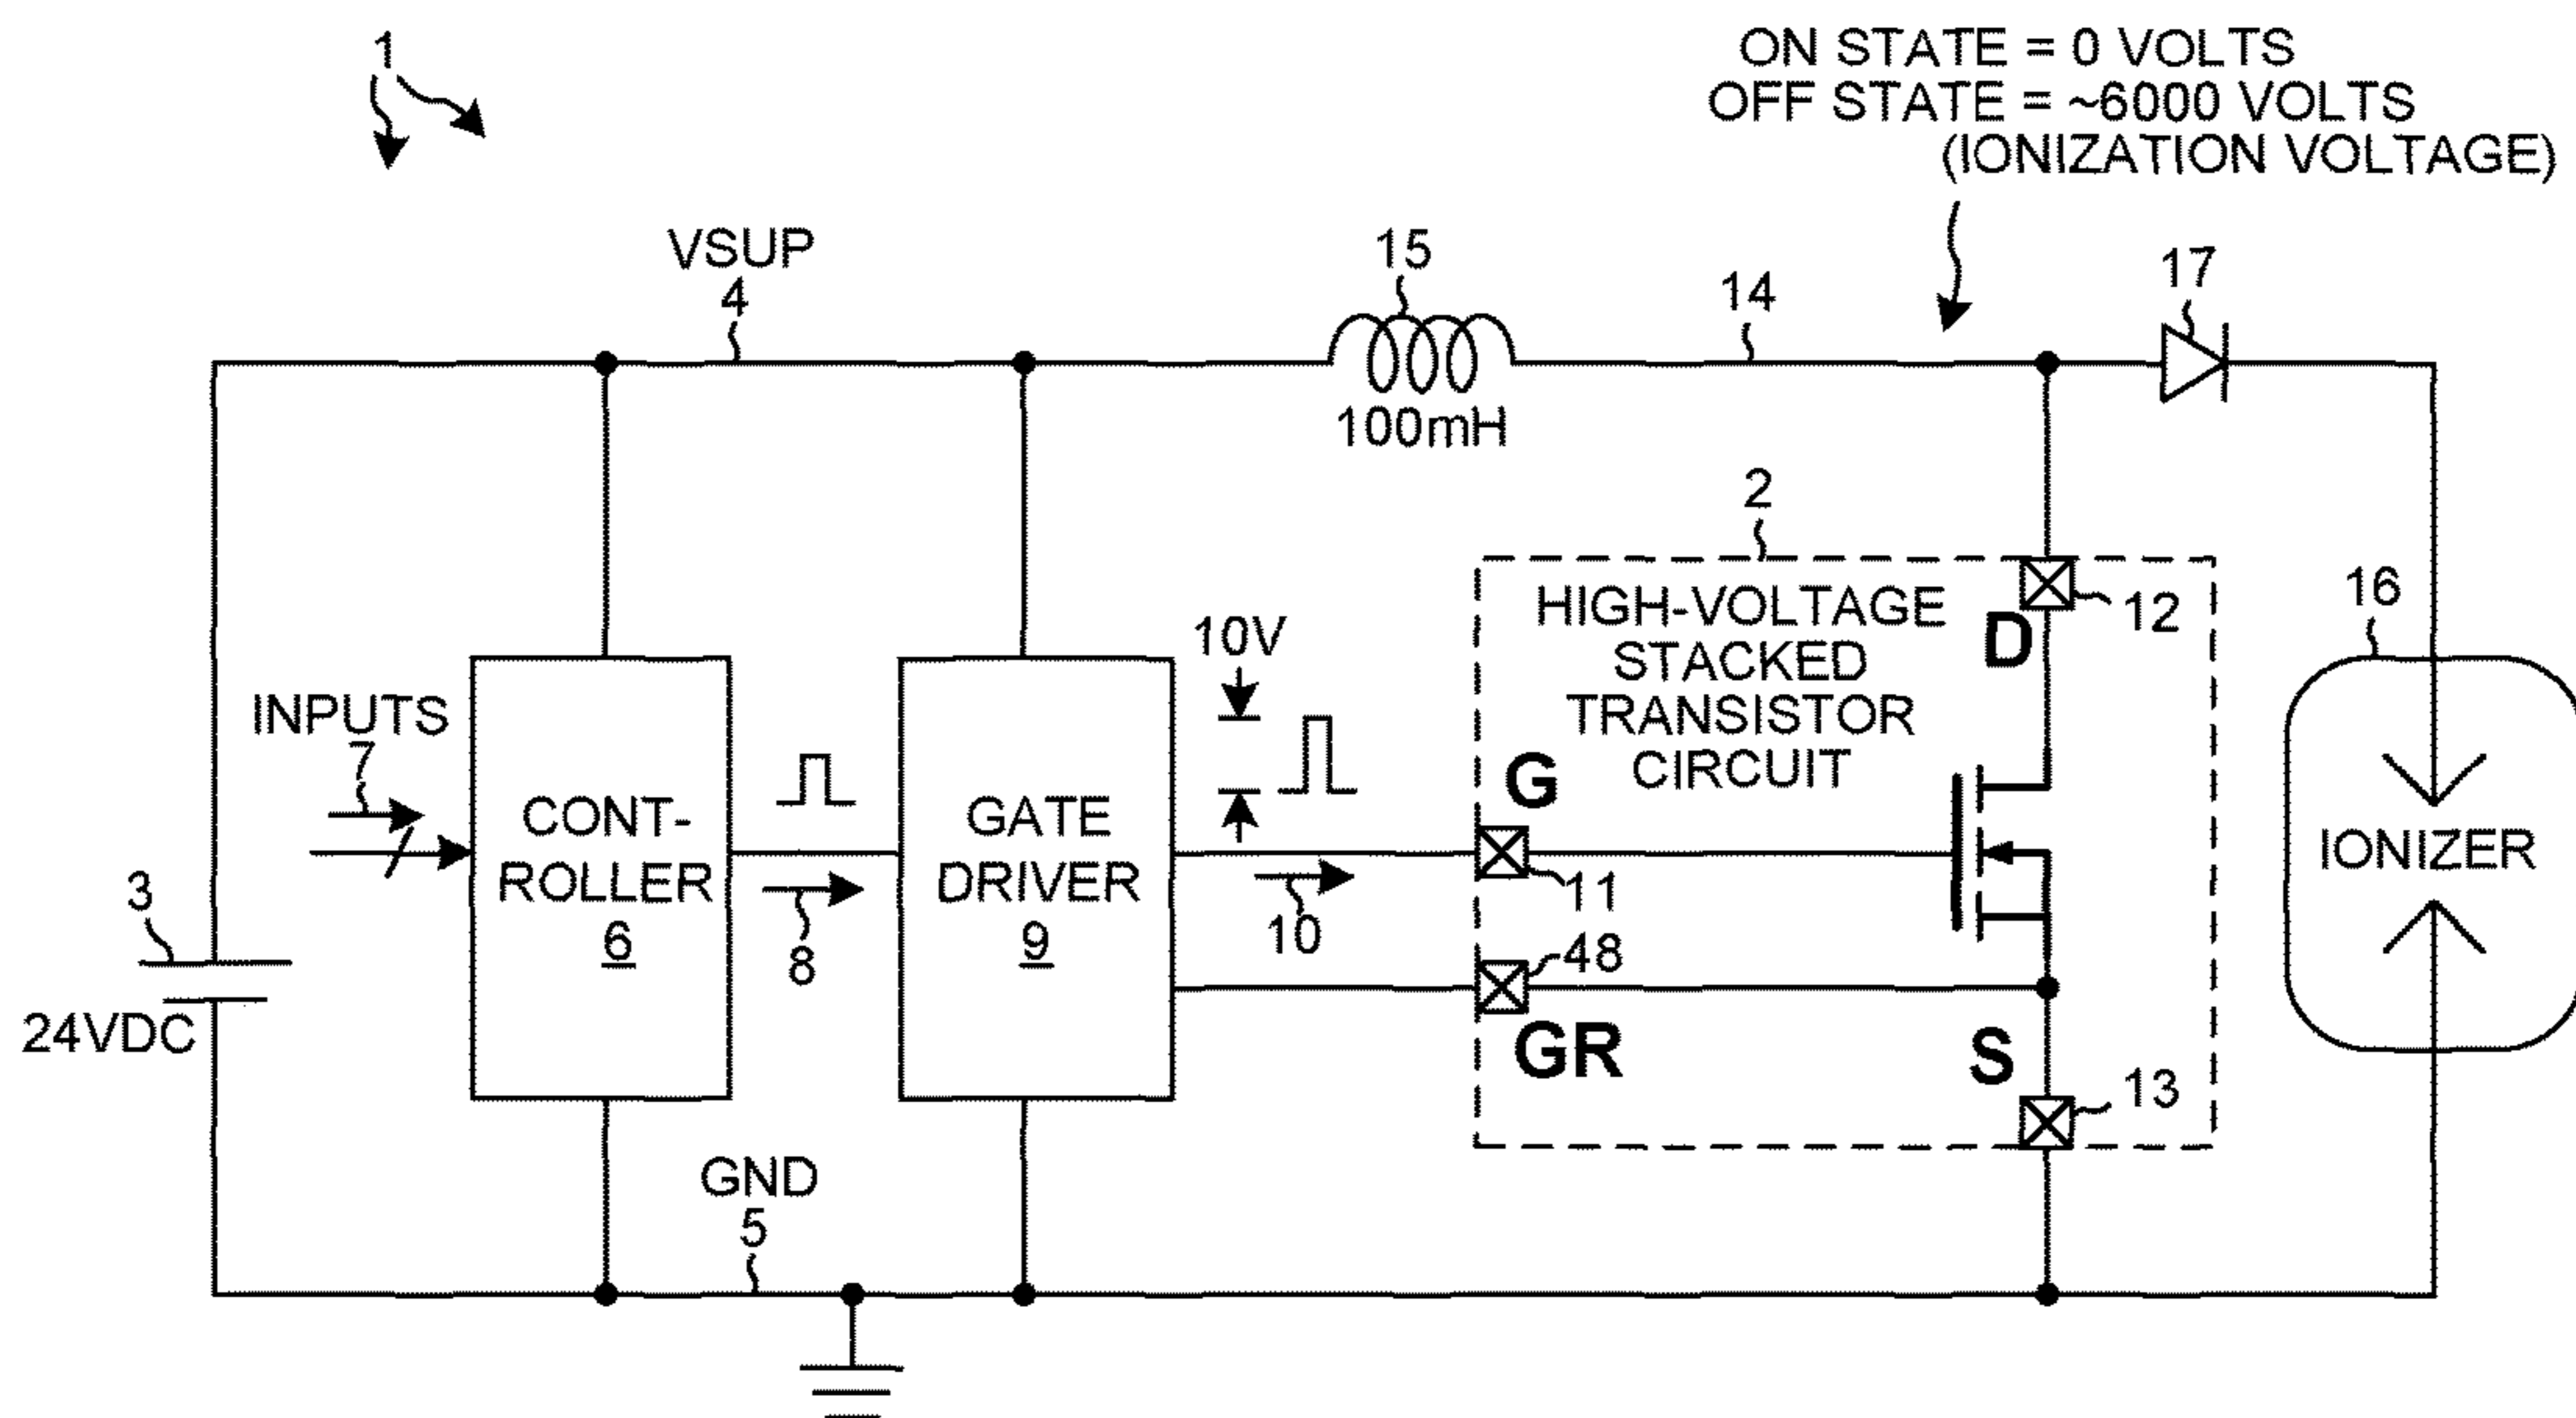 1
ON STATE = 0 VOLTS
OFF STATE = ~6000 VOLTS
(IONIZATION VOLTAGE)
VSUP
4
15
14
17
100mH
2
HIGH-VOLTAGE
STACKED
TRANSISTOR
CIRCUIT
12
D
16
10V
INPUTS
7
CONT-
ROLLER
6
8
GATE
DRIVER
9
10
G
11
48
GR
S
13
IONIZER
3
24VDC
GND
5